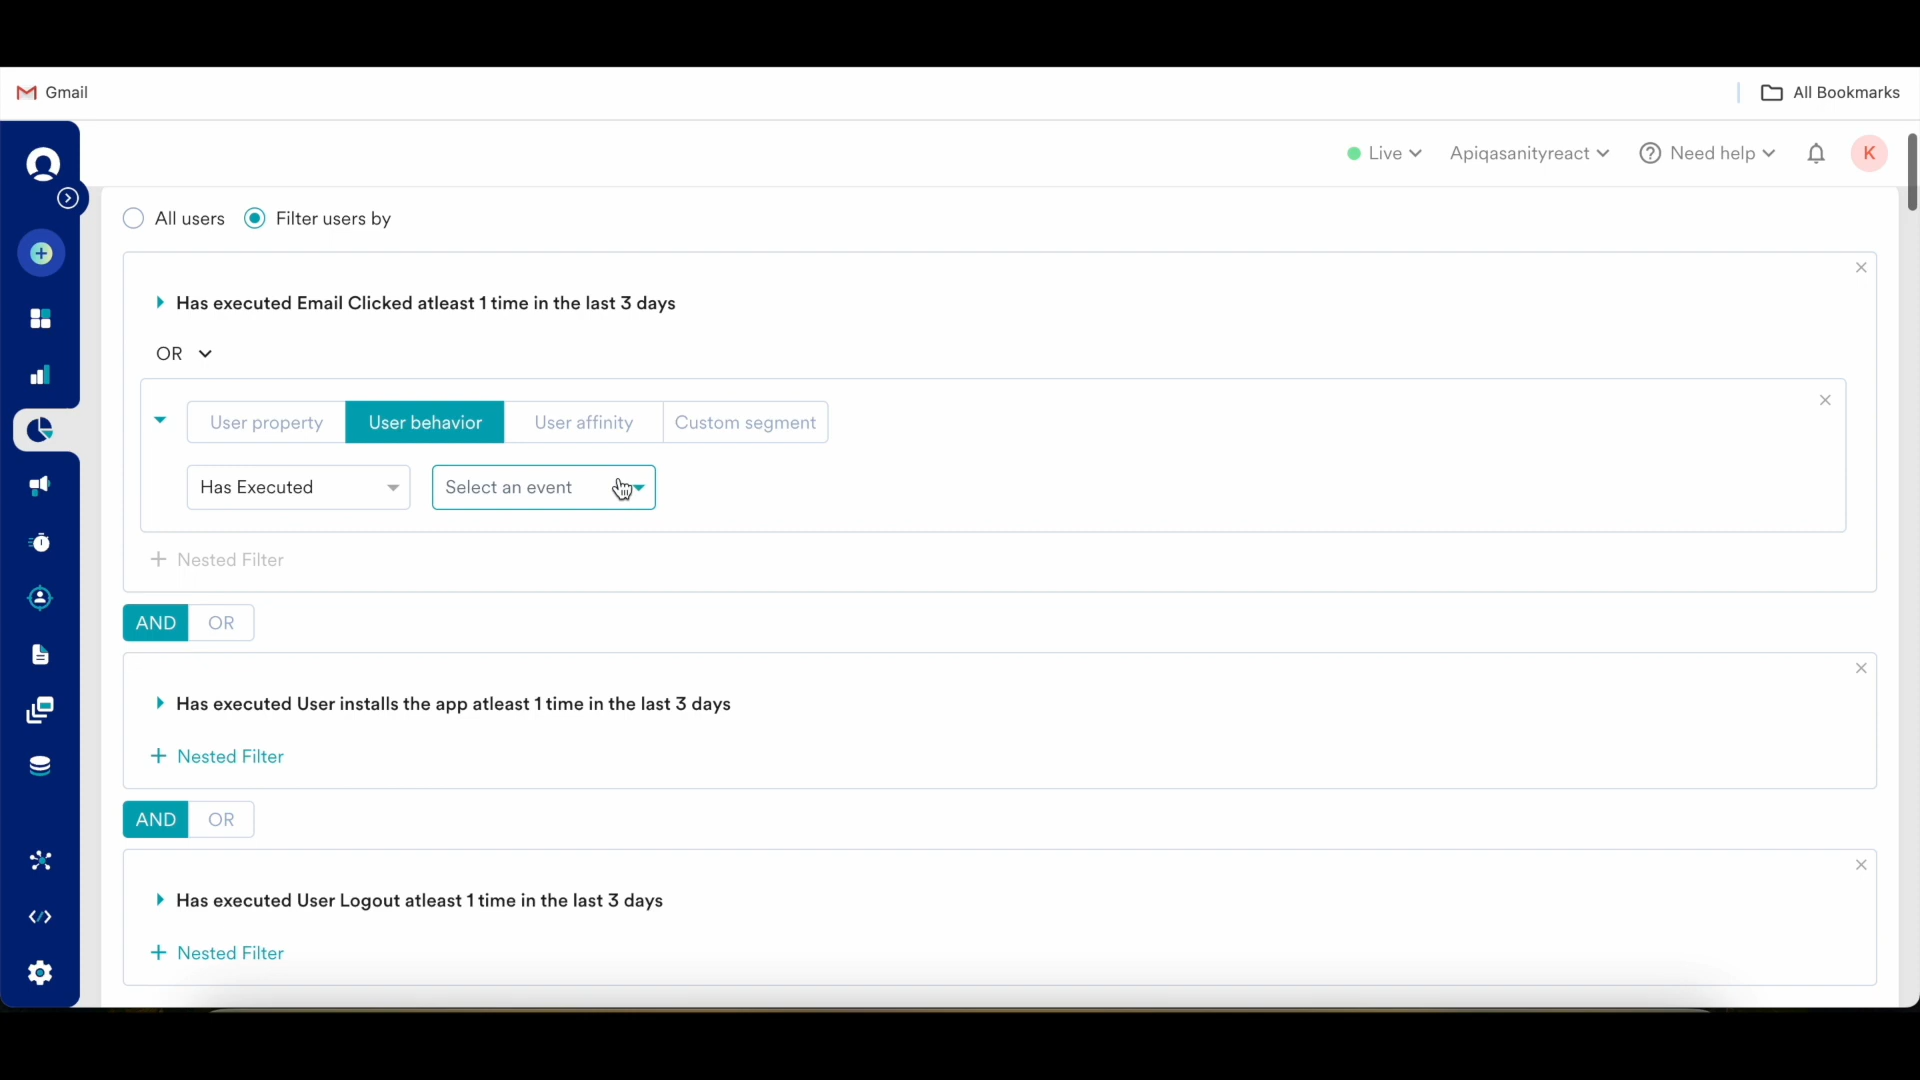 Gmail
All Bookmarks
Live
Apiqasanityreact
Need help
K
All users
Filter users by
Has executed Email Clicked atleast 1 time in the last 3 days
OR
User property
User behavior
User affinity
Custom segment
Has Executed
Select an event
+ Nested Filter
AND
OR
Has executed User installs the app atleast 1 time in the last 3 days
+ Nested Filter
AND
OR
Has executed User Logout atleast 1 time in the last 3 days
+ Nested Filter